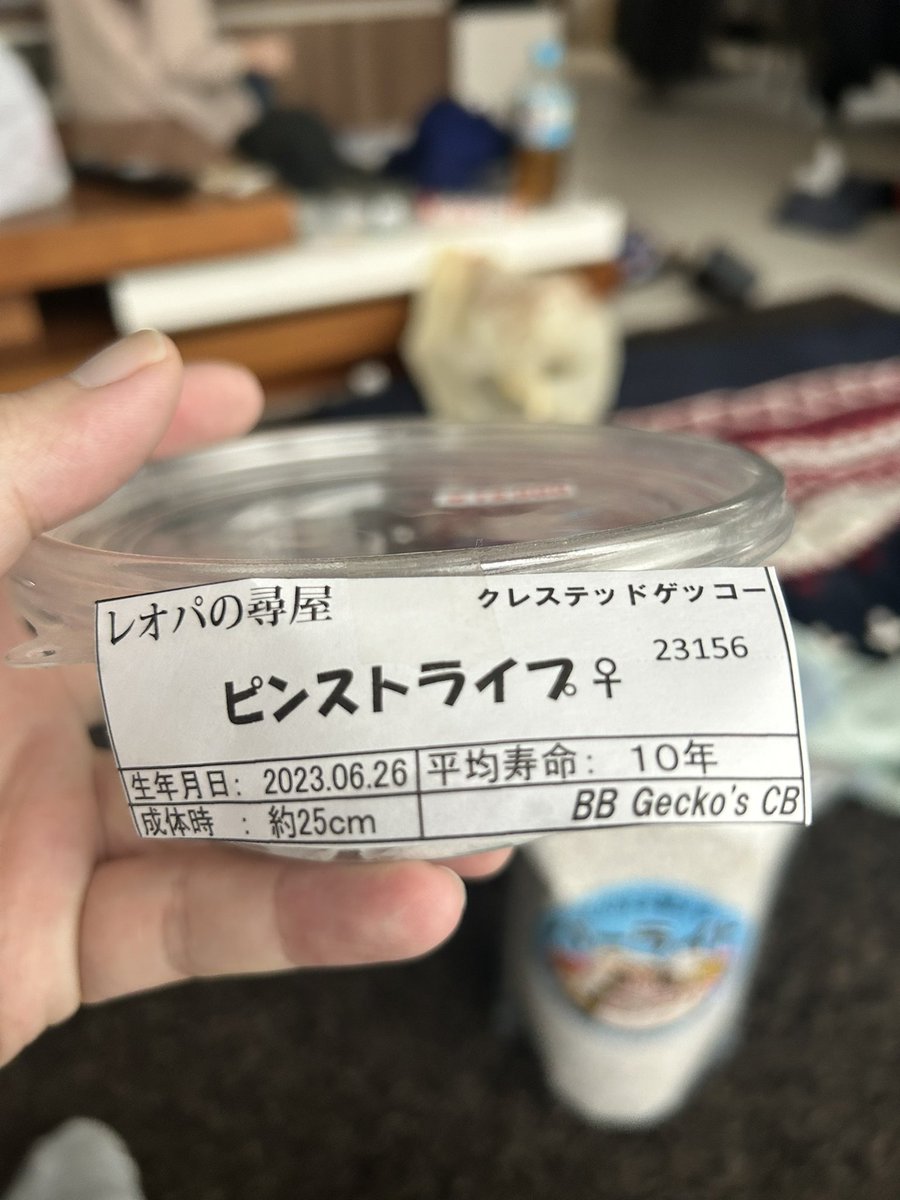 レオパの尋屋
クレステッドゲッコー
23156
ピンストライプ♀
生年月日: 2023.06.26
平均寿命: 10年
成体時 : 約25cm
BB Gecko's CB